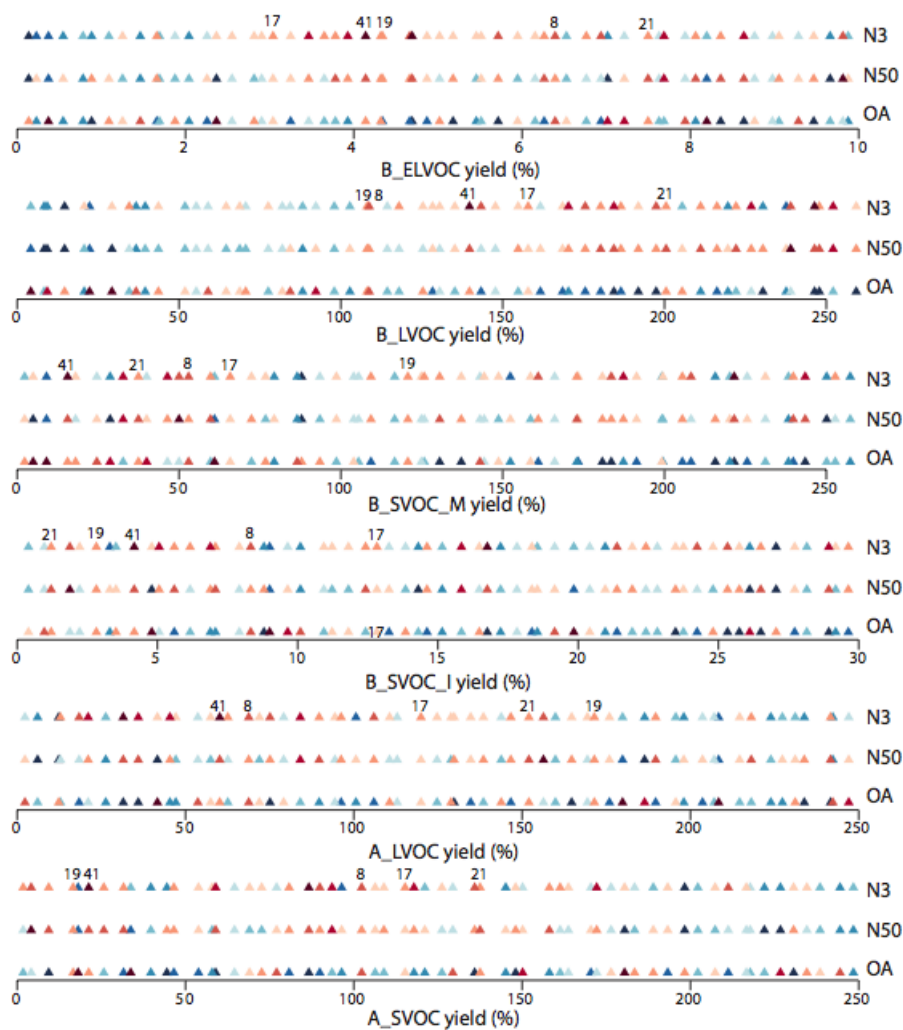 17 41 19 8 21
N3
N50
OA
0 2 4 6 8 10
B_ELVOC yield (%)
19 8 41 17 21
N3
N50
OA
0 50 100 150 200 250
B_LVOC yield (%)
41 21 8 17 19
N3
N50
OA
0 50 100 150 200 250
B_SVOC_M yield (%)
21 19 41 8 17
N3
N50
OA
17
0 5 10 15 20 25 30
B_SVOC_I yield (%)
41 8 17 21 19
N3
N50
OA
0 50 100 150 200 250
A_LVOC yield (%)
19 41 8 17 21
N3
N50
OA
0 50 100 150 200 250
A_SVOC yield (%)